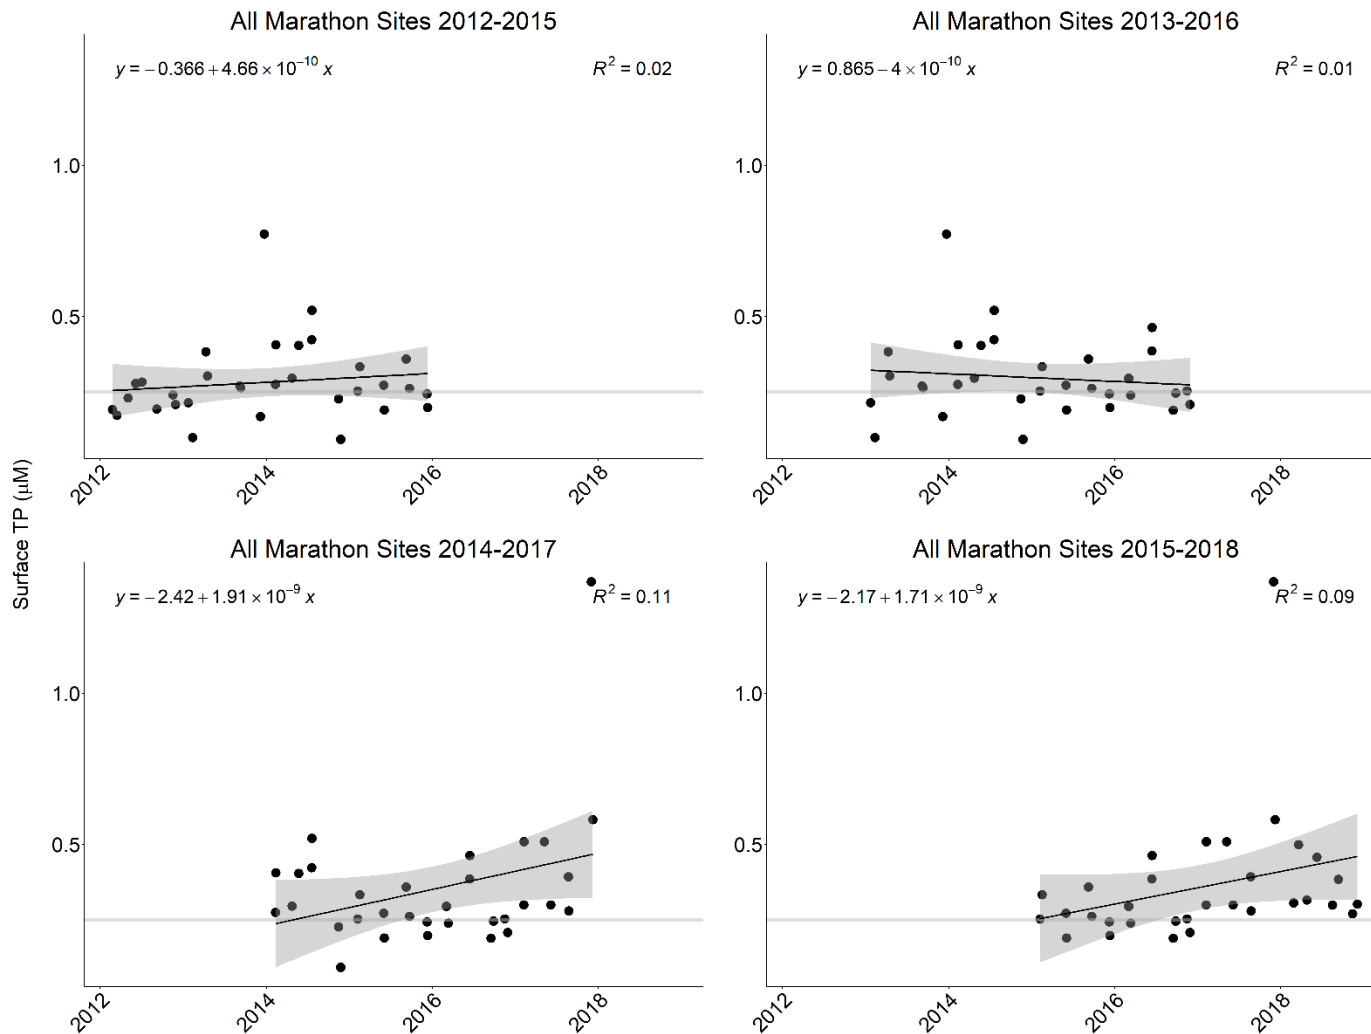 All Marathon Sites 2012-2015
y = −0.366 + 4.66 × 10⁻¹⁰ x
R² = 0.02
1.0
0.5
2012
2014
2016
2018
All Marathon Sites 2013-2016
y = 0.865 − 4 × 10⁻¹⁰ x
R² = 0.01
1.0
0.5
2012
2014
2016
2018
Surface TP (μM)
All Marathon Sites 2014-2017
y = −2.42 + 1.91 × 10⁻⁹ x
R² = 0.11
1.0
0.5
2012
2014
2016
2018
All Marathon Sites 2015-2018
y = −2.17 + 1.71 × 10⁻⁹ x
R² = 0.09
1.0
0.5
2012
2014
2016
2018